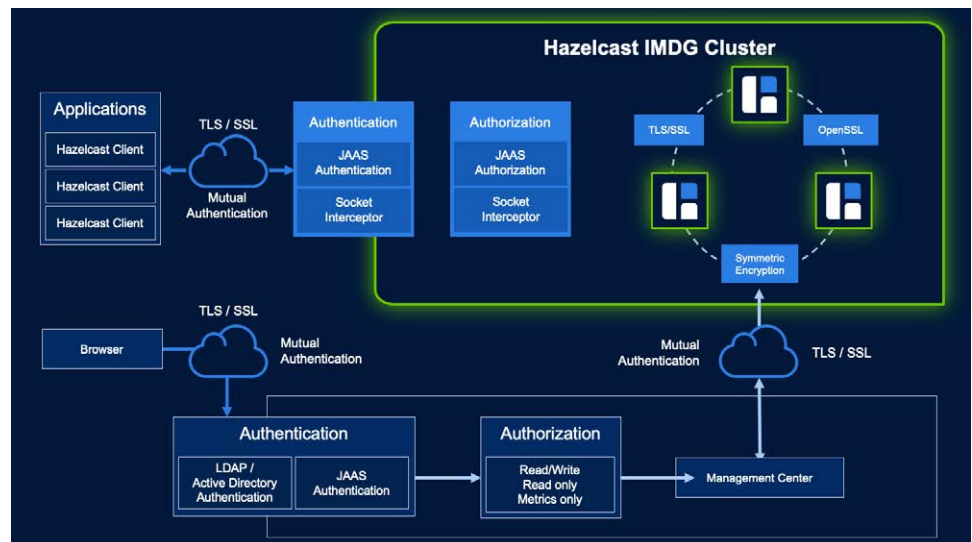 Hazelcast IMDG Cluster
Applications
Hazelcast Client
Hazelcast Client
Hazelcast Client
TLS / SSL
Mutual
Authentication
Authentication
JAAS
Authentication
Socket
Interceptor
Authorization
JAAS
Authorization
Socket
Interceptor
TLS/SSL
OpenSSL
Symmetric
Encryption
Browser
TLS / SSL
Mutual
Authentication
Mutual
Authentication
TLS / SSL
Authentication
LDAP /
Active Directory
Authentication
JAAS
Authentication
Authorization
Read/Write
Read only
Metrics only
Management Center